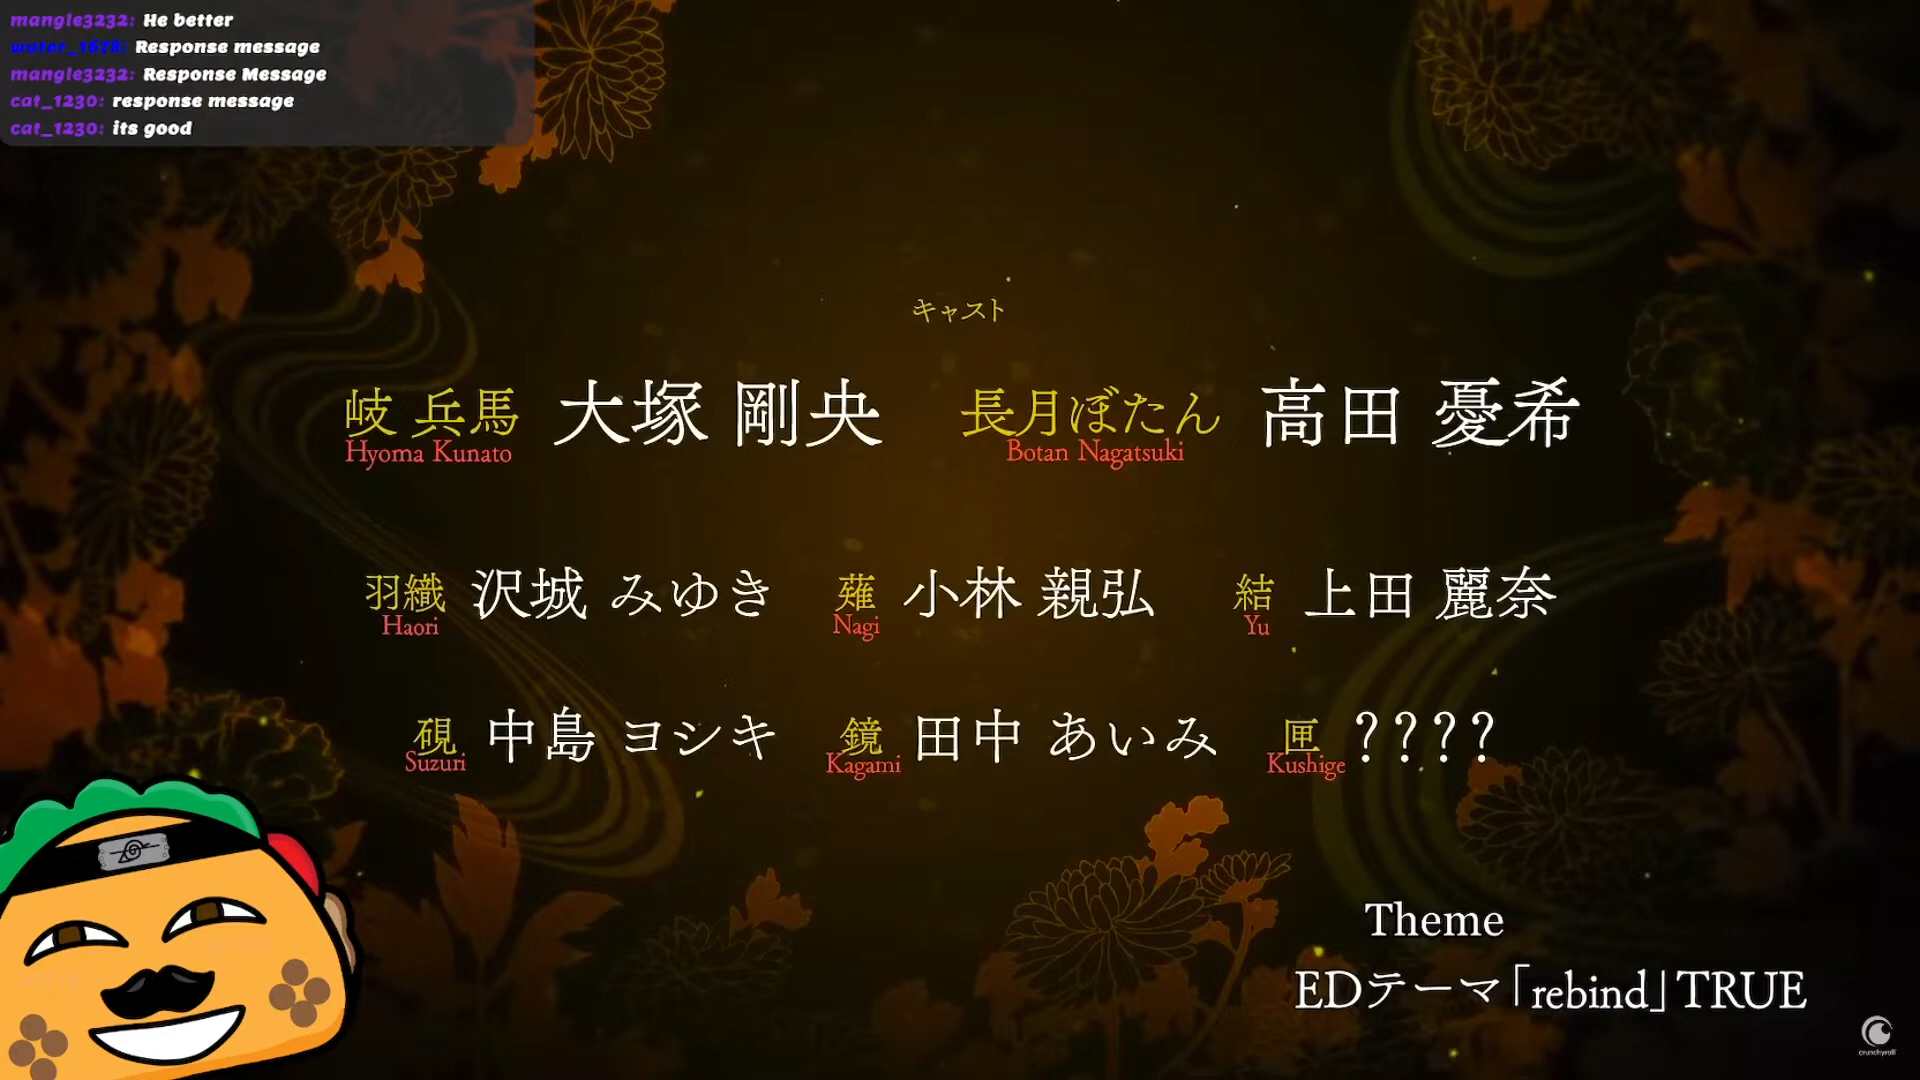 mangle3232: He better
water_1678: Response message
mangle3232: Response Message
cat_1230: response message
cat_1230: its good
キャスト
岐 兵馬 大塚 剛央 長月ぼたん 高田 憂希
Hyoma Kunato Botan Nagatsuki
羽織 沢城 みゆき 薙 小林 親弘 結 上田 麗奈
Haori Nagi Yu
硯 中島 ヨシキ 鏡 田中 あいみ 匣 ????
Suzuri Kagami Kushige
Theme
EDテーマ「rebind」TRUE
crunchyroll